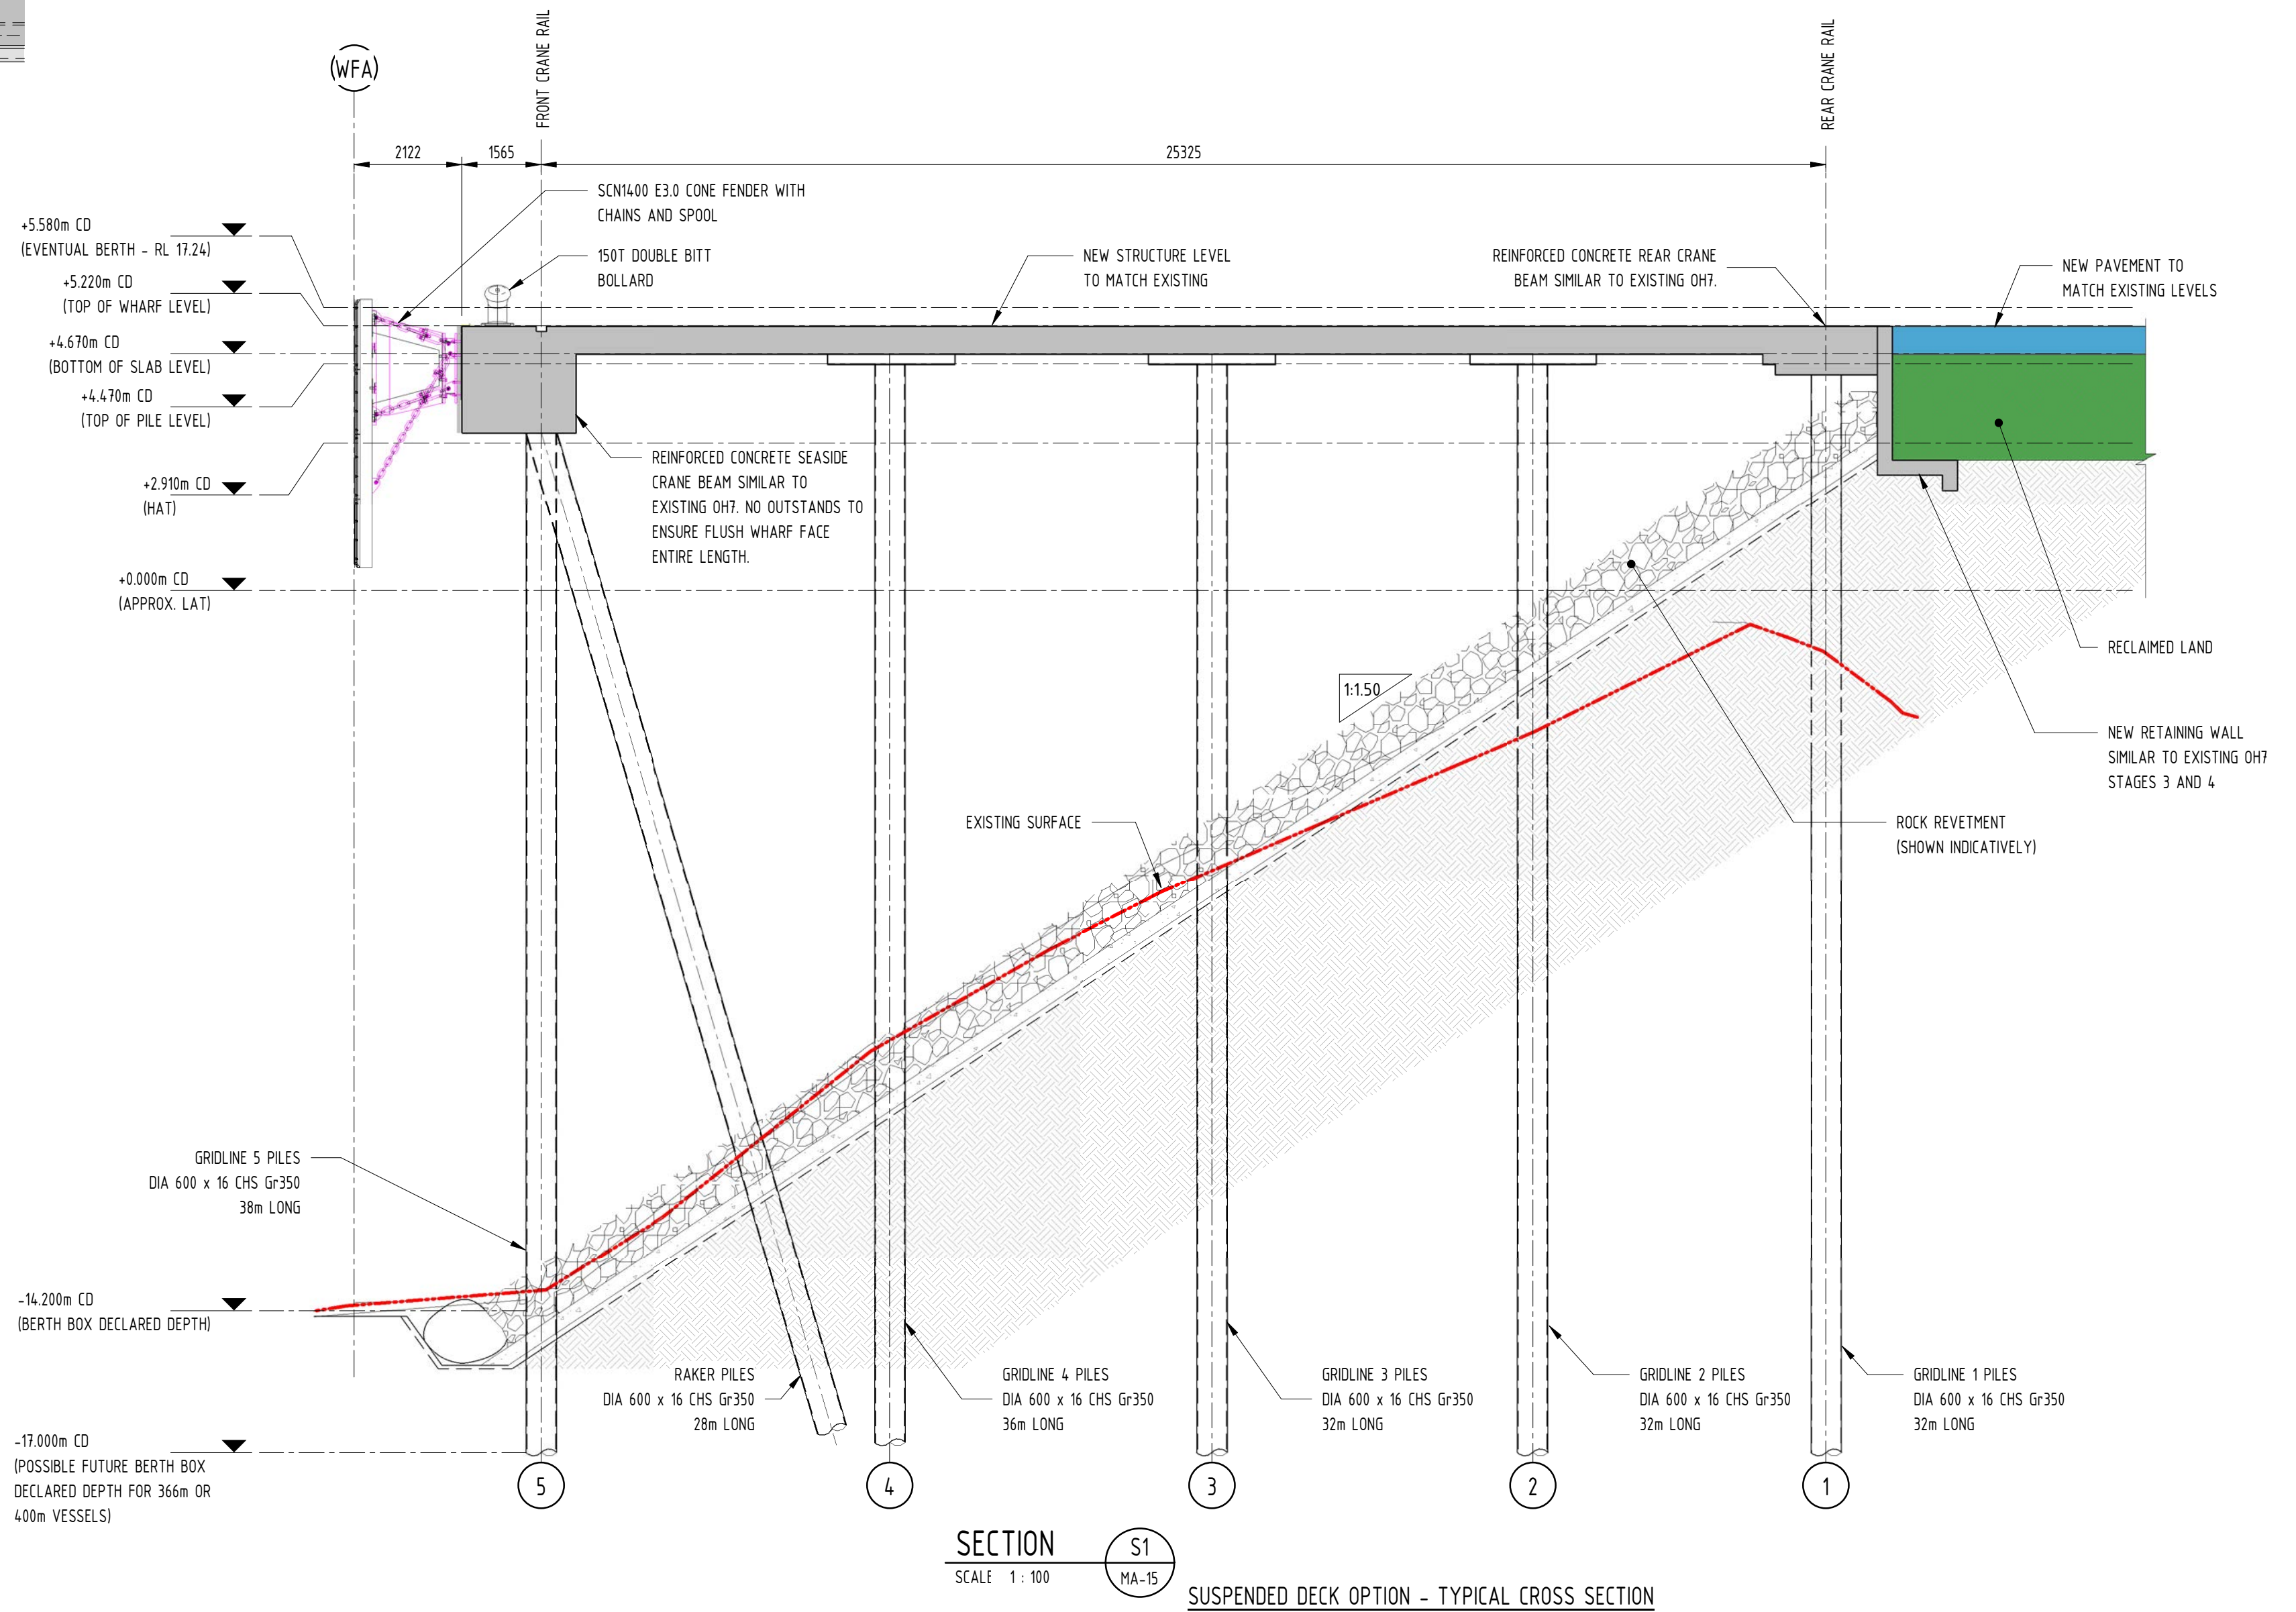 WFA
FRONT CRANE RAIL
REAR CRANE RAIL
2122
1565
25325
SCN1400 E3.0 CONE FENDER WITH
CHAINS AND SPOOL
150T DOUBLE BITT
BOLLARD
NEW STRUCTURE LEVEL
TO MATCH EXISTING
REINFORCED CONCRETE REAR CRANE
BEAM SIMILAR TO EXISTING OH7.
NEW PAVEMENT TO
MATCH EXISTING LEVELS
+5.580m CD
(EVENTUAL BERTH - RL 17.24)
+5.220m CD
(TOP OF WHARF LEVEL)
+4.670m CD
(BOTTOM OF SLAB LEVEL)
+4.470m CD
(TOP OF PILE LEVEL)
+2.910m CD
(HAT)
+0.000m CD
(APPROX. LAT)
REINFORCED CONCRETE SEASIDE
CRANE BEAM SIMILAR TO
EXISTING OH7. NO OUTSTANDS TO
ENSURE FLUSH WHARF FACE
ENTIRE LENGTH.
1:1.50
RECLAIMED LAND
NEW RETAINING WALL
SIMILAR TO EXISTING OH7
STAGES 3 AND 4
EXISTING SURFACE
ROCK REVETMENT
(SHOWN INDICATIVELY)
GRIDLINE 5 PILES
DIA 600 x 16 CHS Gr350
38m LONG
-14.200m CD
(BERTH BOX DECLARED DEPTH)
RAKER PILES
DIA 600 x 16 CHS Gr350
28m LONG
GRIDLINE 4 PILES
DIA 600 x 16 CHS Gr350
36m LONG
GRIDLINE 3 PILES
DIA 600 x 16 CHS Gr350
32m LONG
GRIDLINE 2 PILES
DIA 600 x 16 CHS Gr350
32m LONG
GRIDLINE 1 PILES
DIA 600 x 16 CHS Gr350
32m LONG
-17.000m CD
(POSSIBLE FUTURE BERTH BOX
DECLARED DEPTH FOR 366m OR
400m VESSELS)
5
4
3
2
1
SECTION
SCALE 1 : 100
S1
MA-15
SUSPENDED DECK OPTION - TYPICAL CROSS SECTION